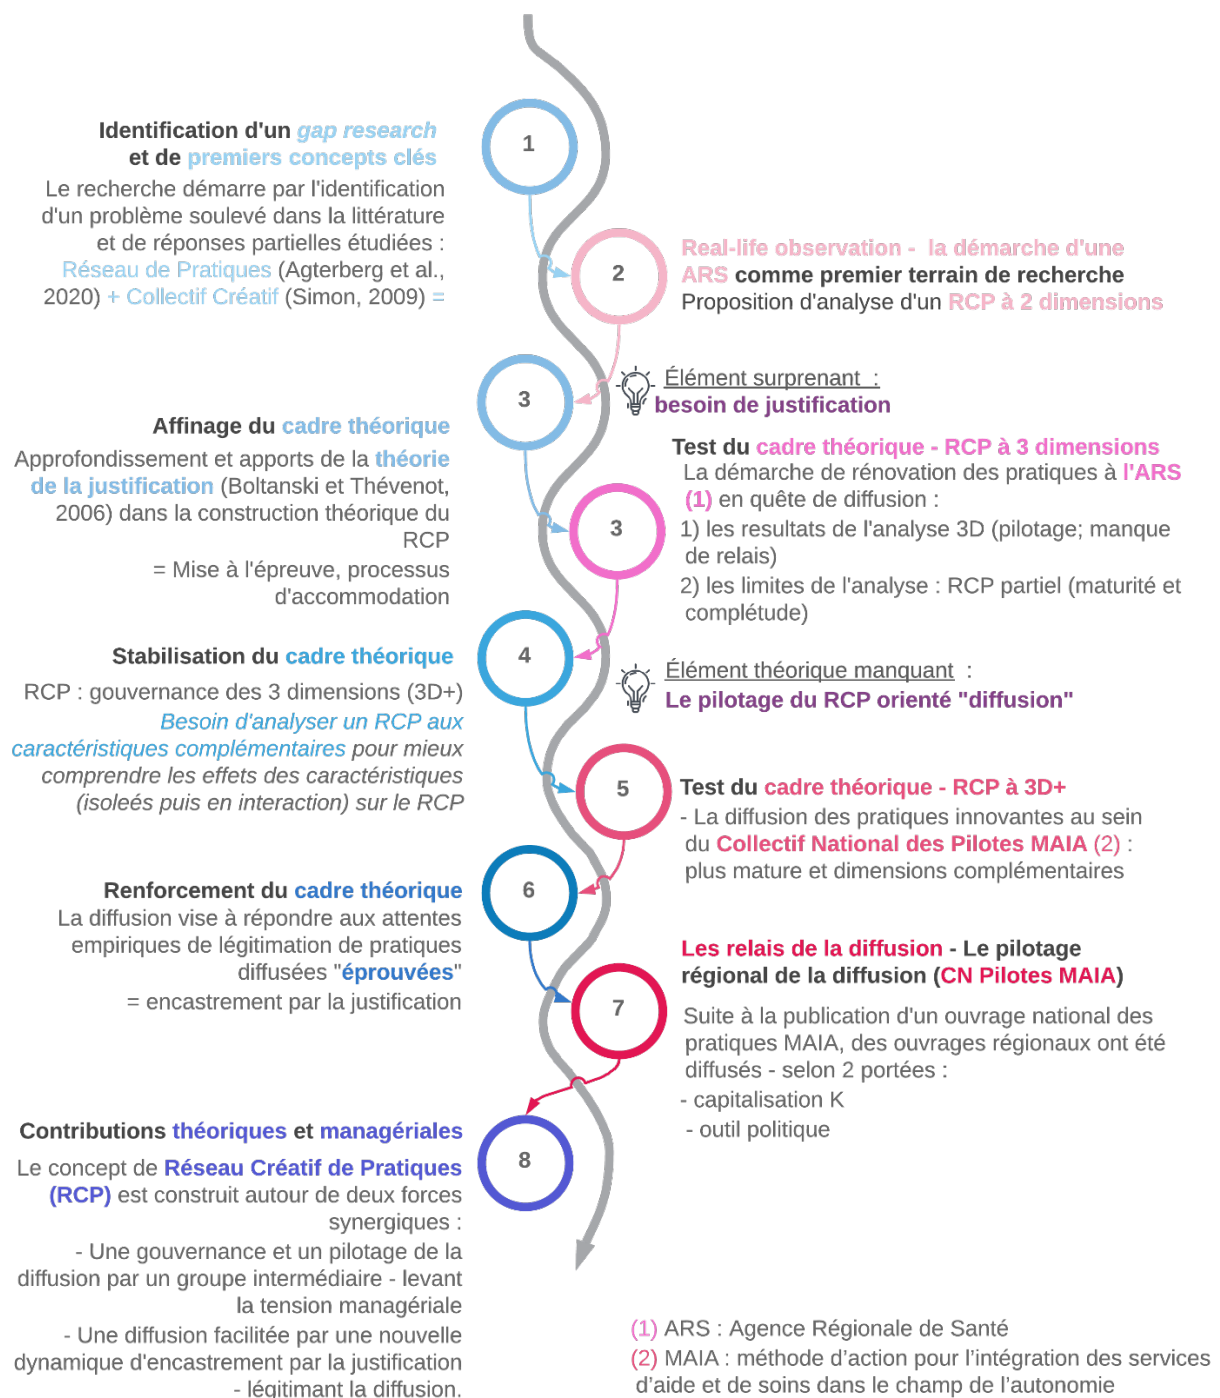 1
Identification d'un gap research
et de premiers concepts clés
Le recherche démarre par l'identification
d'un problème soulevé dans la littérature
et de réponses partielles étudiées :
Réseau de Pratiques (Agterberg et al.,
2020) + Collectif Créatif (Simon, 2009) =
2
Real-life observation - la démarche d'une
ARS comme premier terrain de recherche
Proposition d'analyse d'un RCP à 2 dimensions
Élément surprenant :
besoin de justification
3
Affinage du cadre théorique
Approfondissement et apports de la théorie
de la justification (Boltanski et Thévenot,
2006) dans la construction théorique du
RCP
= Mise à l'épreuve, processus
d'accommodation
3
Test du cadre théorique - RCP à 3 dimensions
La démarche de rénovation des pratiques à l'ARS
(1) en quête de diffusion :
1) les resultats de l'analyse 3D (pilotage; manque
de relais)
2) les limites de l'analyse : RCP partiel (maturité et
complétude)
4
Stabilisation du cadre théorique
RCP : gouvernance des 3 dimensions (3D+)
Besoin d'analyser un RCP aux
caractéristiques complémentaires pour mieux
comprendre les effets des caractéristiques
(isoleés puis en interaction) sur le RCP
Élément théorique manquant :
Le pilotage du RCP orienté "diffusion"
5
Test du cadre théorique - RCP à 3D+
- La diffusion des pratiques innovantes au sein
du Collectif National des Pilotes MAIA (2) :
plus mature et dimensions complémentaires
6
Renforcement du cadre théorique
La diffusion vise à répondre aux attentes
empiriques de légitimation de pratiques
diffusées "éprouvées"
= encastrement par la justification
7
Les relais de la diffusion - Le pilotage
régional de la diffusion (CN Pilotes MAIA)
Suite à la publication d'un ouvrage national des
pratiques MAIA, des ouvrages régionaux ont été
diffusés - selon 2 portées :
- capitalisation K
- outil politique
8
Contributions théoriques et managériales
Le concept de Réseau Créatif de Pratiques
(RCP) est construit autour de deux forces
synergiques :
- Une gouvernance et un pilotage de la
diffusion par un groupe intermédiaire - levant
la tension managériale
- Une diffusion facilitée par une nouvelle
dynamique d'encastrement par la justification
- légitimant la diffusion.
(1) ARS : Agence Régionale de Santé
(2) MAIA : méthode d’action pour l’intégration des services
d’aide et de soins dans le champ de l’autonomie